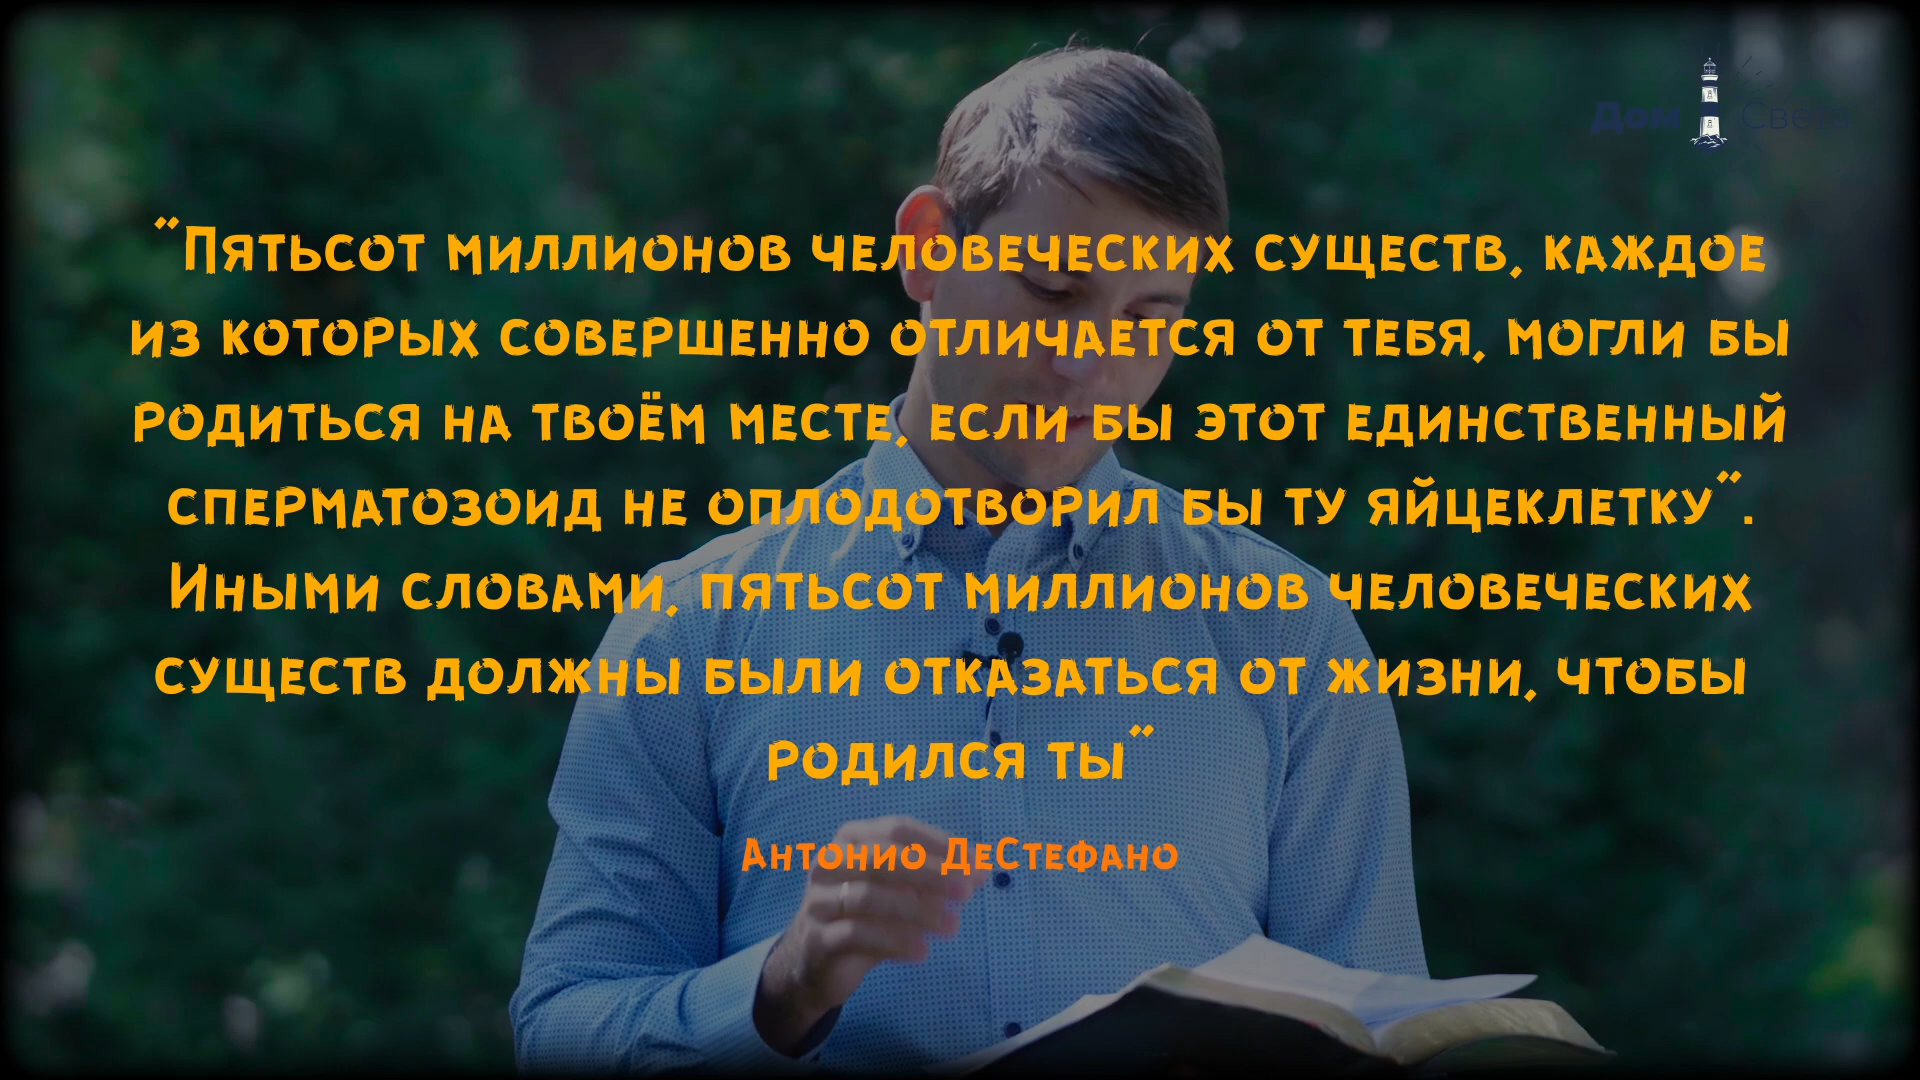 Дом Света
"Пятьсот миллионов человеческих существ, каждое
из которых совершенно отличается от тебя, могли бы
родиться на твоём месте, если бы этот единственный
сперматозоид не оплодотворил бы ту яйцеклетку".
Иными словами, пятьсот миллионов человеческих
существ должны были отказаться от жизни, чтобы
родился ты"
Антонио ДеСтефано